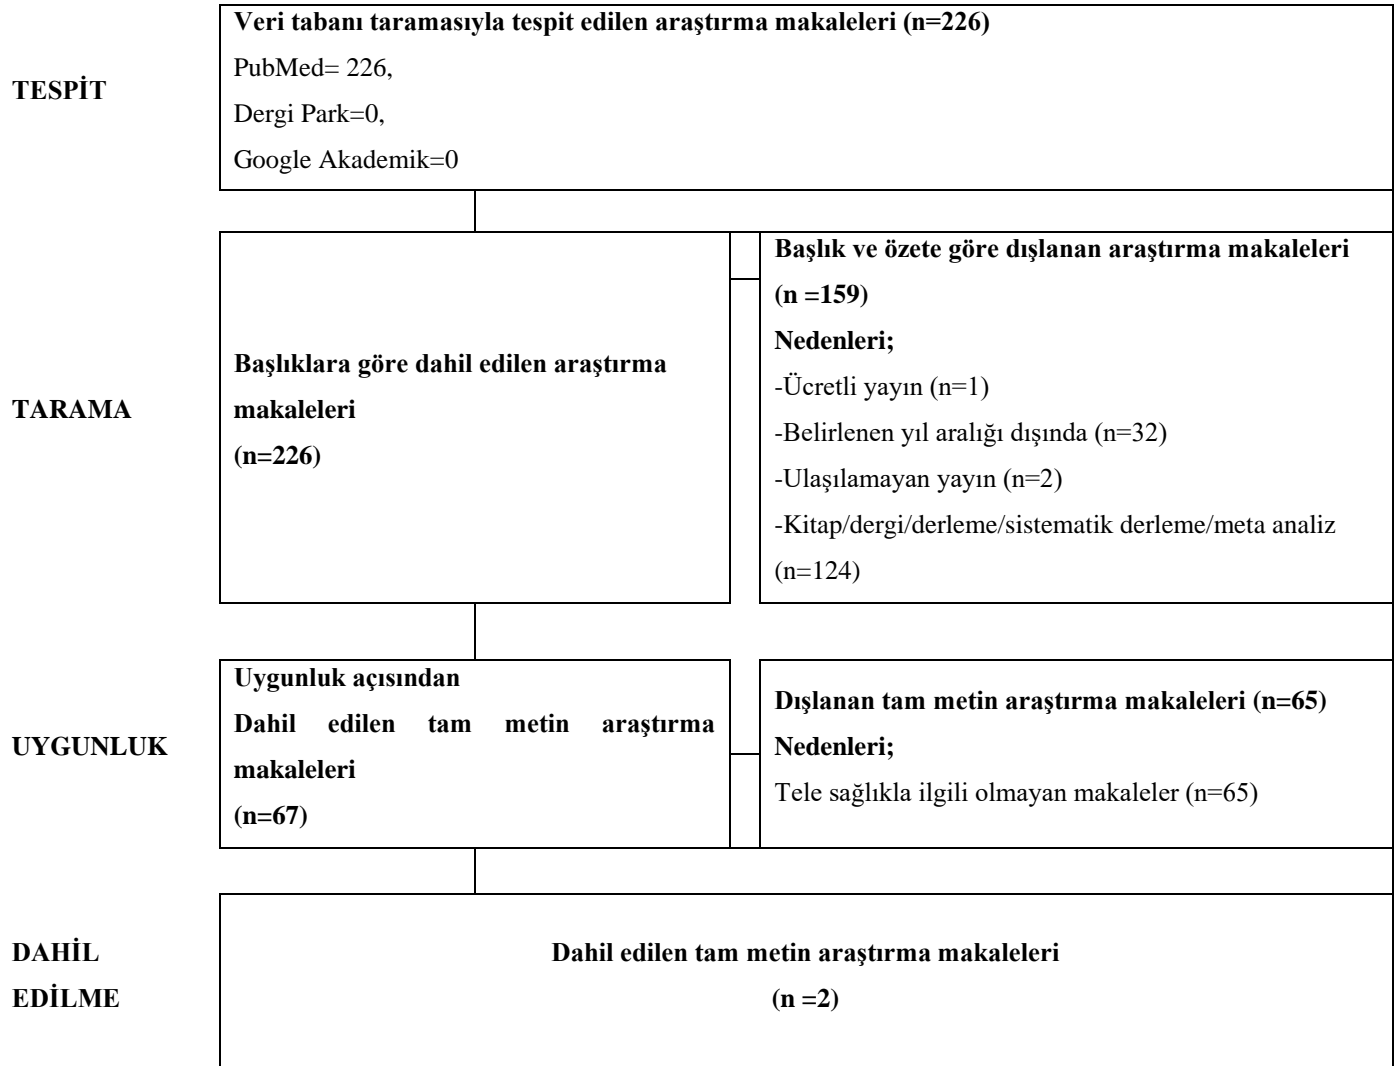 TESPİT
Veri tabanı taramasıyla tespit edilen araştırma makaleleri (n=226)
PubMed= 226,
Dergi Park=0,
Google Akademik=0
TARAMA
Başlıklara göre dahil edilen araştırma
makaleleri
(n=226)
Başlık ve özete göre dışlanan araştırma makaleleri
(n =159)
Nedenleri;
-Ücretli yayın (n=1)
-Belirlenen yıl aralığı dışında (n=32)
-Ulaşılamayan yayın (n=2)
-Kitap/dergi/derleme/sistematik derleme/meta analiz
(n=124)
UYGUNLUK
Uygunluk açısından
Dahil edilen tam metin araştırma
makaleleri
(n=67)
Dışlanan tam metin araştırma makaleleri (n=65)
Nedenleri;
Tele sağlıkla ilgili olmayan makaleler (n=65)
DAHİL
EDİLME
Dahil edilen tam metin araştırma makaleleri
(n =2)